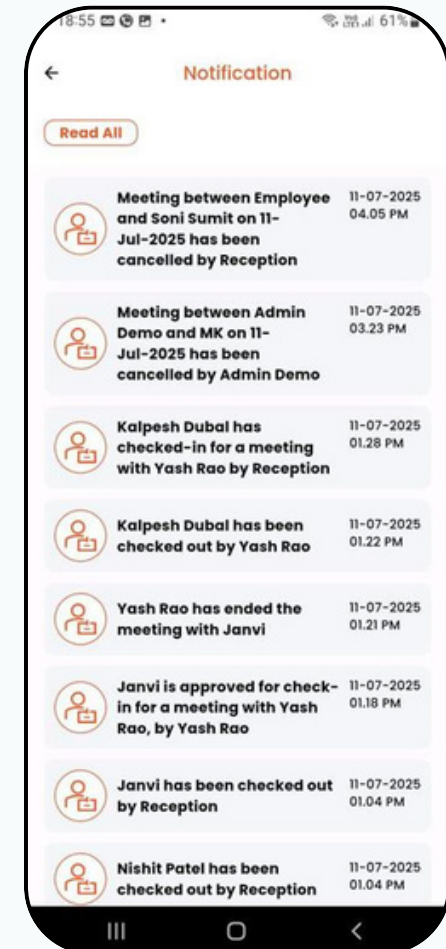 18:55 61%
Notification
Read All
Meeting between Employee 11-07-2025
and Soni Sumit on 11- 04.05 PM
Jul-2025 has been
cancelled by Reception
Meeting between Admin 11-07-2025
Demo and MK on 11- 03.23 PM
Jul-2025 has been
cancelled by Admin Demo
Kalpesh Dubal has 11-07-2025
checked-in for a meeting 01.28 PM
with Yash Rao by Reception
Kalpesh Dubal has been 11-07-2025
checked out by Yash Rao 01.22 PM
Yash Rao has ended the 11-07-2025
meeting with Janvi 01.21 PM
Janvi is approved for check- 11-07-2025
in for a meeting with Yash 01.18 PM
Rao, by Yash Rao
Janvi has been checked out 11-07-2025
by Reception 01.04 PM
Nishit Patel has been 11-07-2025
checked out by Reception 01.04 PM